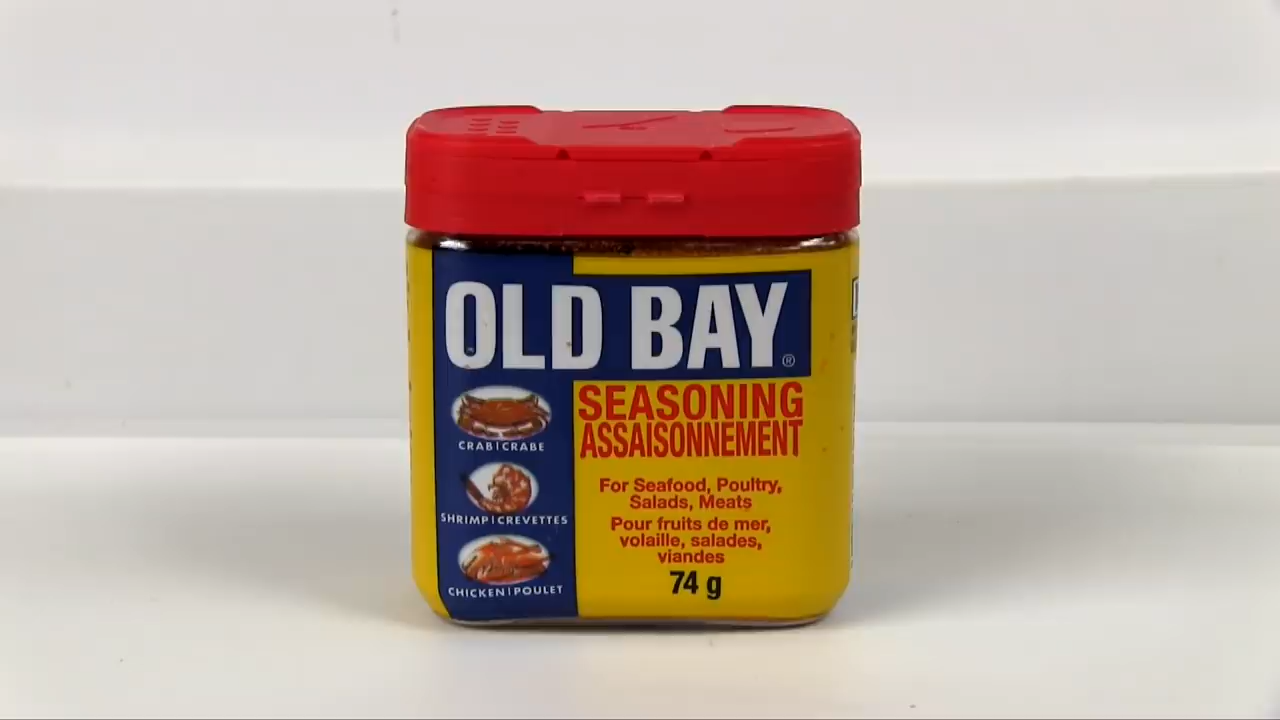 OLD BAY®
SEASONING
ASSAISONNEMENT
CRAB|CRABE
SHRIMP|CREVETTES
CHICKEN|POULET
For Seafood, Poultry,
Salads, Meats
Pour fruits de mer,
volaille, salades,
viandes
74 g